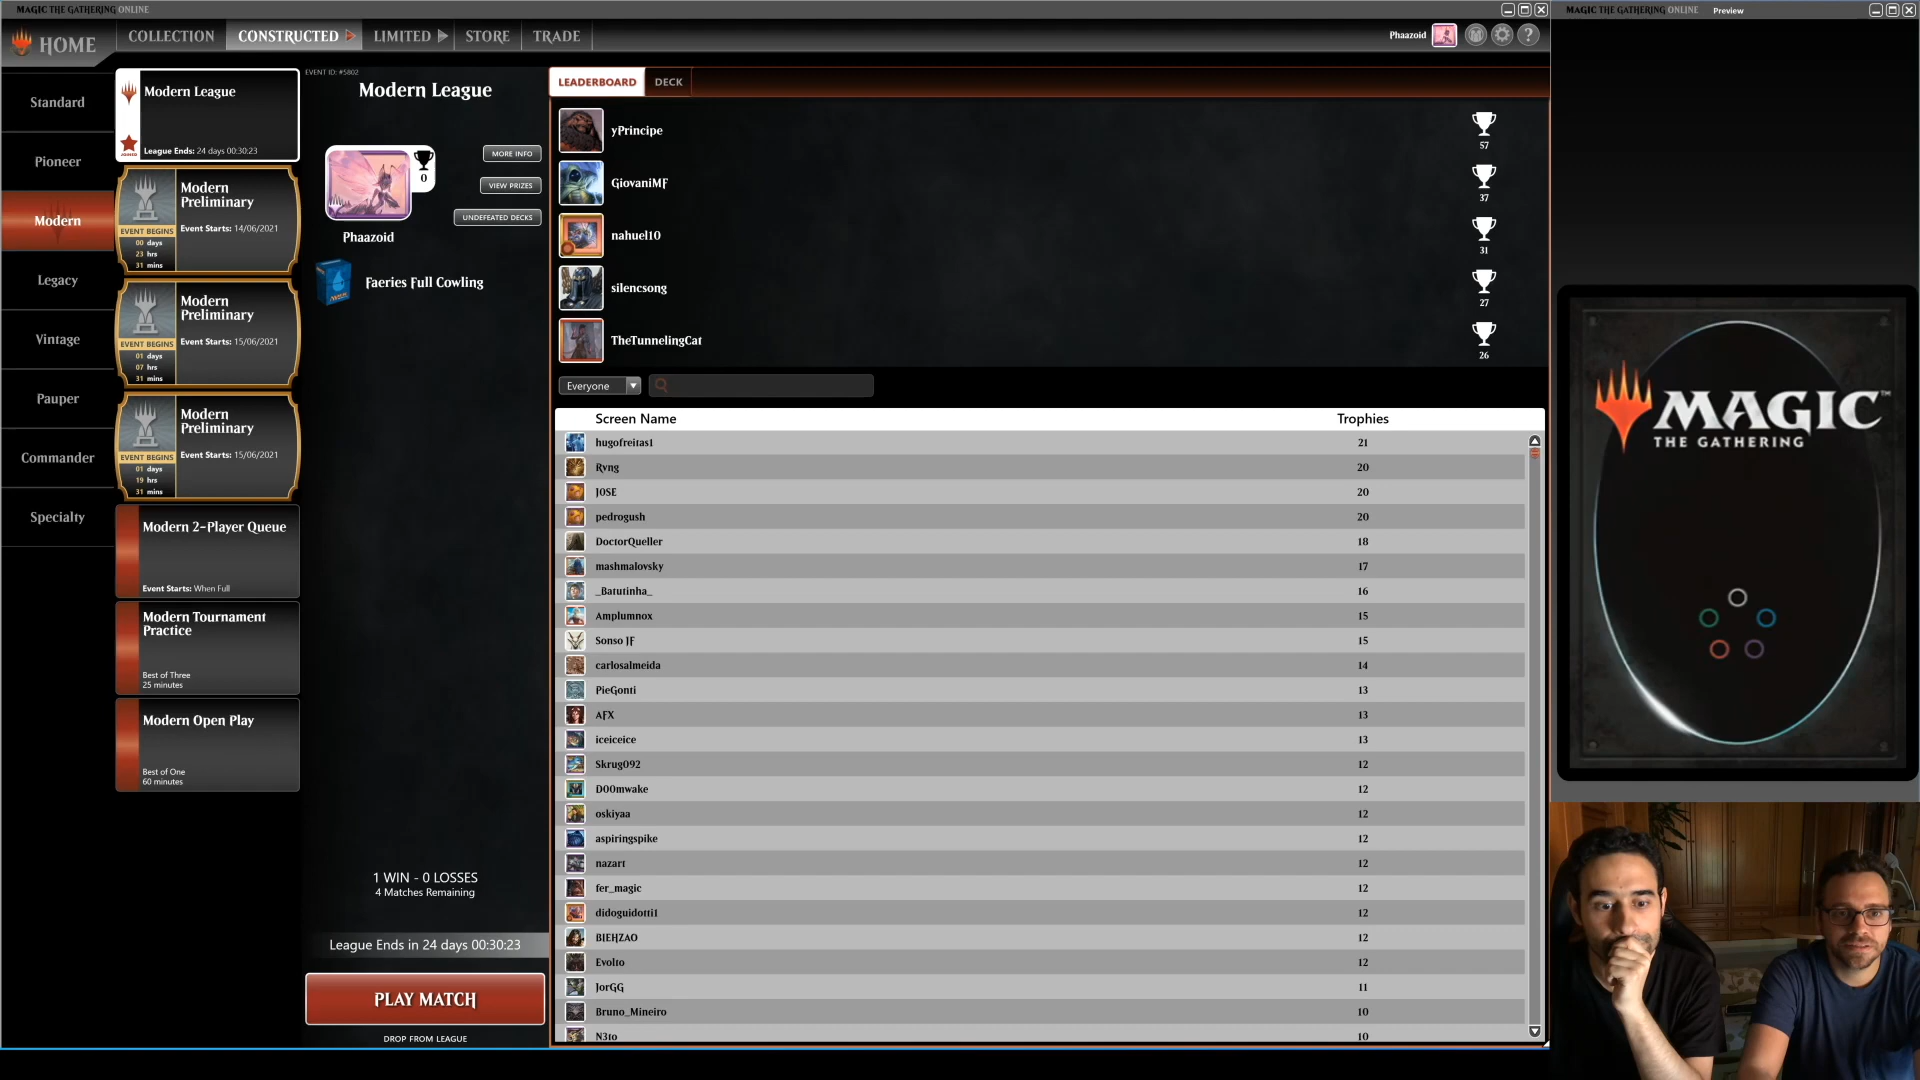 MAGIC THE GATHERING ONLINE
HOME
COLLECTION
CONSTRUCTED
LIMITED
STORE
TRADE
Phaazoid
?
MAGIC THE GATHERING ONLINE Preview
Standard
Pioneer
Modern
Legacy
Vintage
Pauper
Commander
Specialty
Modern League
JOINED
League Ends: 24 days 00:30:23
Modern
Preliminary
Event Starts: 14/06/2021
EVENT BEGINS
00 days
23 hrs
31 mins
Modern
Preliminary
Event Starts: 15/06/2021
EVENT BEGINS
01 days
07 hrs
31 mins
Modern
Preliminary
Event Starts: 15/06/2021
EVENT BEGINS
01 days
19 hrs
31 mins
Modern 2-Player Queue
Event Starts: When Full
Modern Tournament
Practice
Best of Three
25 minutes
Modern Open Play
Best of One
60 minutes
EVENT ID: #5802
Modern League
0
Phaazoid
MORE INFO
VIEW PRIZES
UNDEFEATED DECKS
Faeries Full Cowling
1 WIN - 0 LOSSES
4 Matches Remaining
League Ends in 24 days 00:30:23
PLAY MATCH
DROP FROM LEAGUE
LEADERBOARD
DECK
yPrincipe 57
GiovaniMF 37
nahuel10 31
silencsong 27
TheTunnelingCat 26
Everyone
Screen Name Trophies
hugofreitas1 21
Rvng 20
J0SE 20
pedrogush 20
DoctorQueller 18
mashmalovsky 17
_Batutinha_ 16
Amplumnox 15
Sonso JF 15
carlosalmeida 14
PieGonti 13
AFX 13
iceiceice 13
Skrug092 12
D00mwake 12
oskiyaa 12
aspiringspike 12
nazart 12
fer_magic 12
didoguidotti1 12
BIEHZAO 12
Evolto 12
JorGG 11
Bruno_Mineiro 10
N3to 10
MAGIC™
THE GATHERING